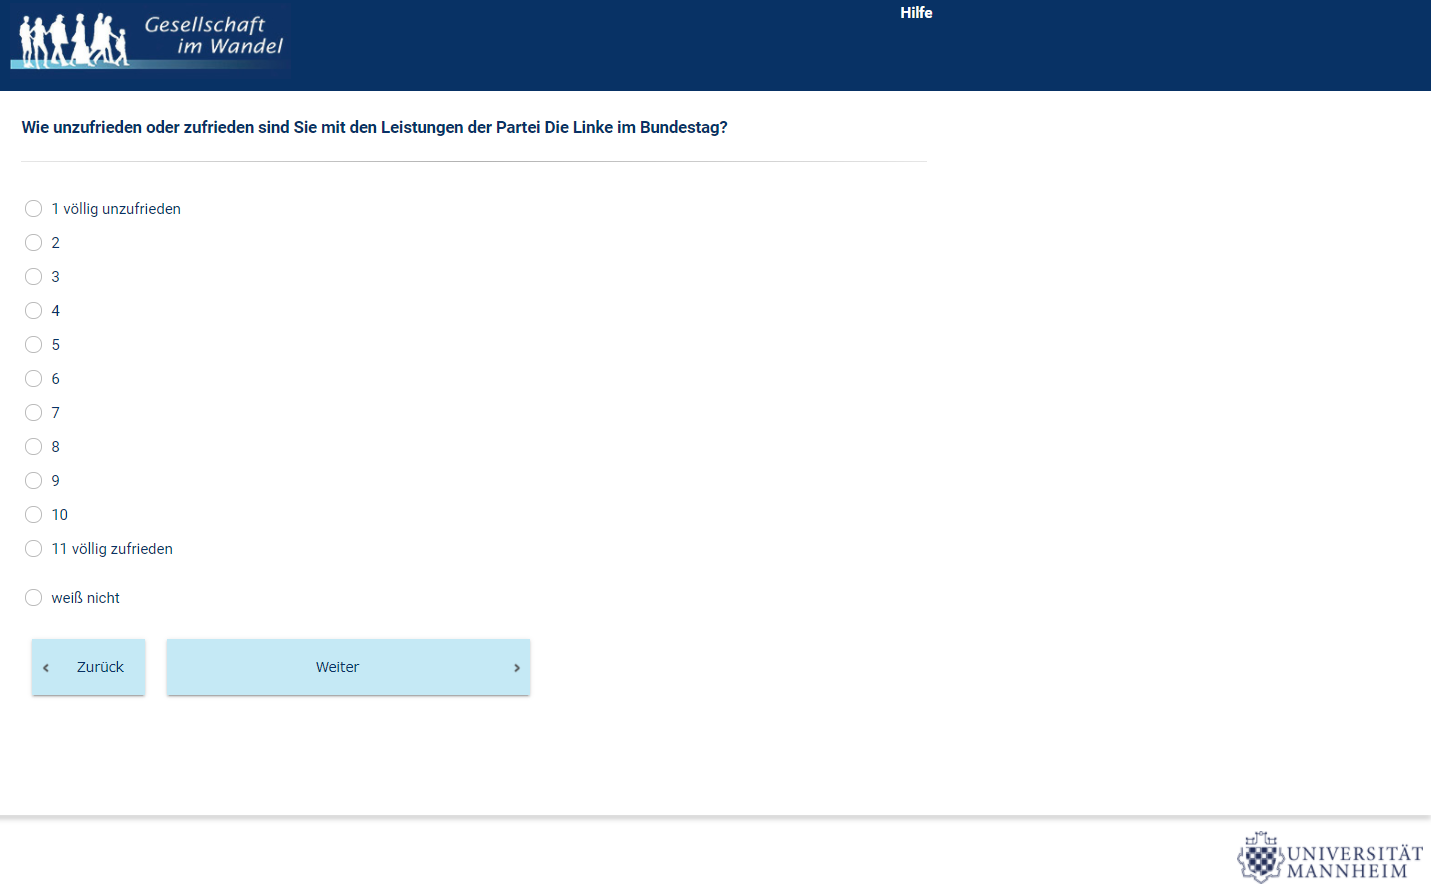 Gesellschaft
im Wandel
Hilfe
Wie unzufrieden oder zufrieden sind Sie mit den Leistungen der Partei Die Linke im Bundestag?
1 völlig unzufrieden
2
3
4
5
6
7
8
9
10
11 völlig zufrieden
weiß nicht
‹ Zurück
Weiter ›
UNIVERSITÄT
MANNHEIM